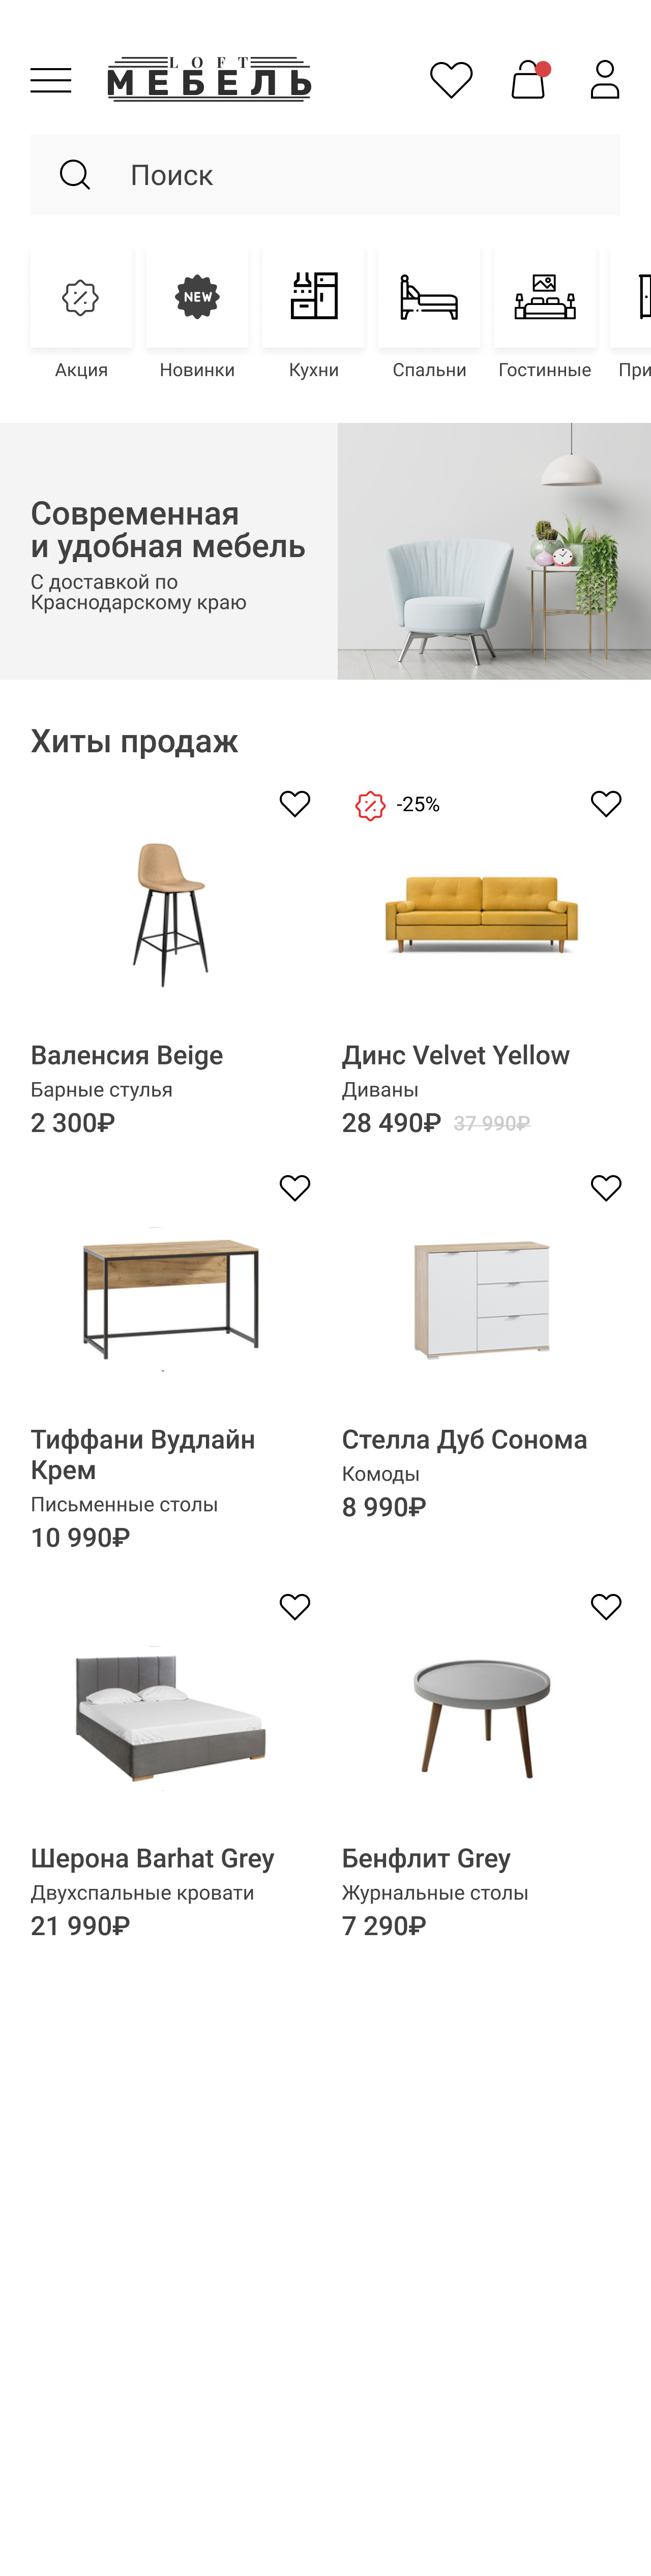 LOFT
МЕБЕЛЬ
Поиск
NEW
Акция
Новинки
Кухни
Спальни
Гостинные
При
Современная
и удобная мебель
С доставкой по
Краснодарскому краю
Хиты продаж
-25%
Валенсия Beige
Барные стулья
2 300₽
Динс Velvet Yellow
Диваны
28 490₽ 37 990₽
Тиффани Вудлайн
Крем
Письменные столы
10 990₽
Стелла Дуб Сонома
Комоды
8 990₽
Шерона Barhat Grey
Двухспальные кровати
21 990₽
Бенфлит Grey
Журнальные столы
7 290₽